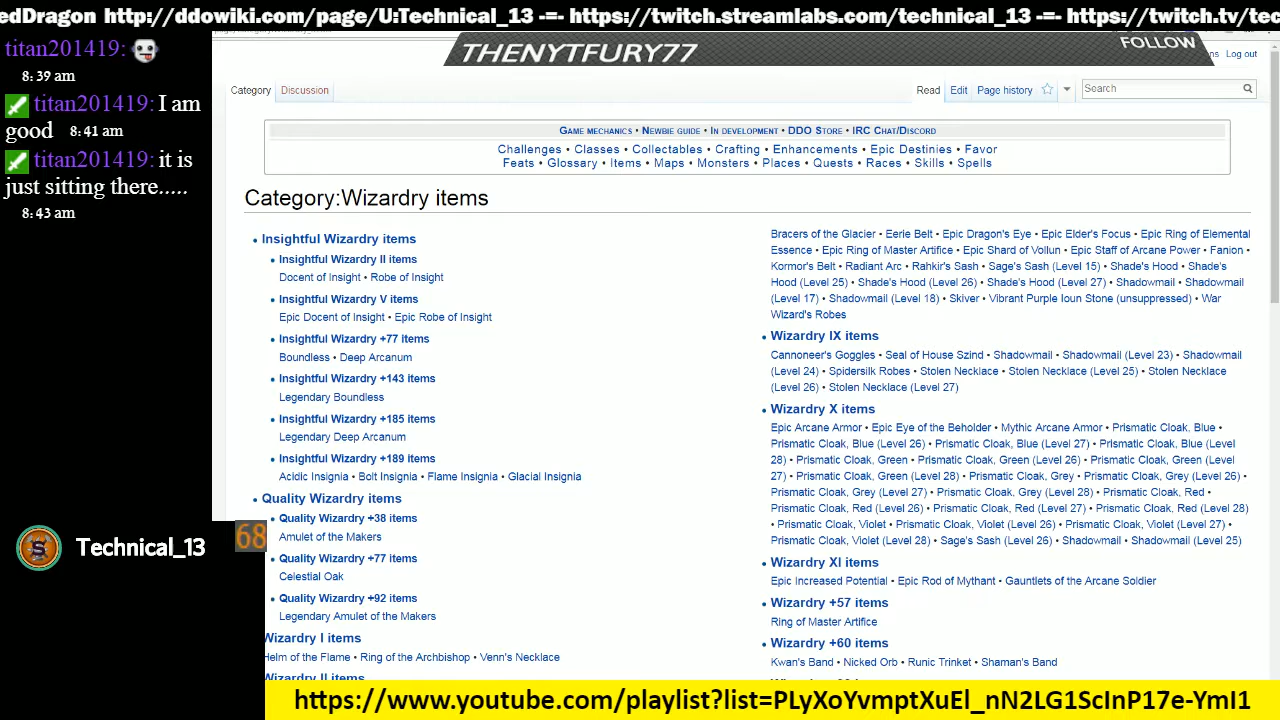 edDragon http://ddowiki.com/page/U:Technical_13 -=- https://twitch.streamlabs.com/technical_13 -=- https://twitch.tv/tec
titan201419:
8:39 am
titan201419: I am
good 8:41 am
titan201419: it is
just sitting there.....
8:43 am
THENYTFURY77
FOLLOW
ns Log out
Category Discussion
Read Edit Page history Search
Game mechanics • Newbie guide • In development • DDO Store • IRC Chat/Discord
Challenges • Classes • Collectables • Crafting • Enhancements • Epic Destinies • Favor
Feats • Glossary • Items • Maps • Monsters • Places • Quests • Races • Skills • Spells
Category:Wizardry items
• Insightful Wizardry items
• Insightful Wizardry II items
Docent of Insight • Robe of Insight
• Insightful Wizardry V items
Epic Docent of Insight • Epic Robe of Insight
• Insightful Wizardry +77 items
Boundless • Deep Arcanum
• Insightful Wizardry +143 items
Legendary Boundless
• Insightful Wizardry +185 items
Legendary Deep Arcanum
• Insightful Wizardry +189 items
Acidic Insignia • Bolt Insignia • Flame Insignia • Glacial Insignia
• Quality Wizardry items
• Quality Wizardry +38 items
Amulet of the Makers
• Quality Wizardry +77 items
Celestial Oak
• Quality Wizardry +92 items
Legendary Amulet of the Makers
Wizardry I items
Helm of the Flame • Ring of the Archbishop • Venn's Necklace
Wizardry II items
Bracers of the Glacier • Eerie Belt • Epic Dragon's Eye • Epic Elder's Focus • Epic Ring of Elemental
Essence • Epic Ring of Master Artifice • Epic Shard of Vollun • Epic Staff of Arcane Power • Fanion •
Kormor's Belt • Radiant Arc • Rahkir's Sash • Sage's Sash (Level 15) • Shade's Hood • Shade's
Hood (Level 25) • Shade's Hood (Level 26) • Shade's Hood (Level 27) • Shadowmail • Shadowmail
(Level 17) • Shadowmail (Level 18) • Skiver • Vibrant Purple Ioun Stone (unsuppressed) • War
Wizard's Robes
• Wizardry IX items
Cannoneer's Goggles • Seal of House Szind • Shadowmail • Shadowmail (Level 23) • Shadowmail
(Level 24) • Spidersilk Robes • Stolen Necklace • Stolen Necklace (Level 25) • Stolen Necklace
(Level 26) • Stolen Necklace (Level 27)
• Wizardry X items
Epic Arcane Armor • Epic Eye of the Beholder • Mythic Arcane Armor • Prismatic Cloak, Blue •
Prismatic Cloak, Blue (Level 26) • Prismatic Cloak, Blue (Level 27) • Prismatic Cloak, Blue (Level
28) • Prismatic Cloak, Green • Prismatic Cloak, Green (Level 26) • Prismatic Cloak, Green (Level
27) • Prismatic Cloak, Green (Level 28) • Prismatic Cloak, Grey • Prismatic Cloak, Grey (Level 26) •
Prismatic Cloak, Grey (Level 27) • Prismatic Cloak, Grey (Level 28) • Prismatic Cloak, Red •
Prismatic Cloak, Red (Level 26) • Prismatic Cloak, Red (Level 27) • Prismatic Cloak, Red (Level 28)
• Prismatic Cloak, Violet • Prismatic Cloak, Violet (Level 26) • Prismatic Cloak, Violet (Level 27) •
Prismatic Cloak, Violet (Level 28) • Sage's Sash (Level 26) • Shadowmail • Shadowmail (Level 25)
• Wizardry XI items
Epic Increased Potential • Epic Rod of Mythant • Gauntlets of the Arcane Soldier
• Wizardry +57 items
Ring of Master Artifice
• Wizardry +60 items
Kwan's Band • Nicked Orb • Runic Trinket • Shaman's Band
Technical_13
68
https://www.youtube.com/playlist?list=PLyXoYvmptXuEl_nN2LG1ScInP17e-YmI1